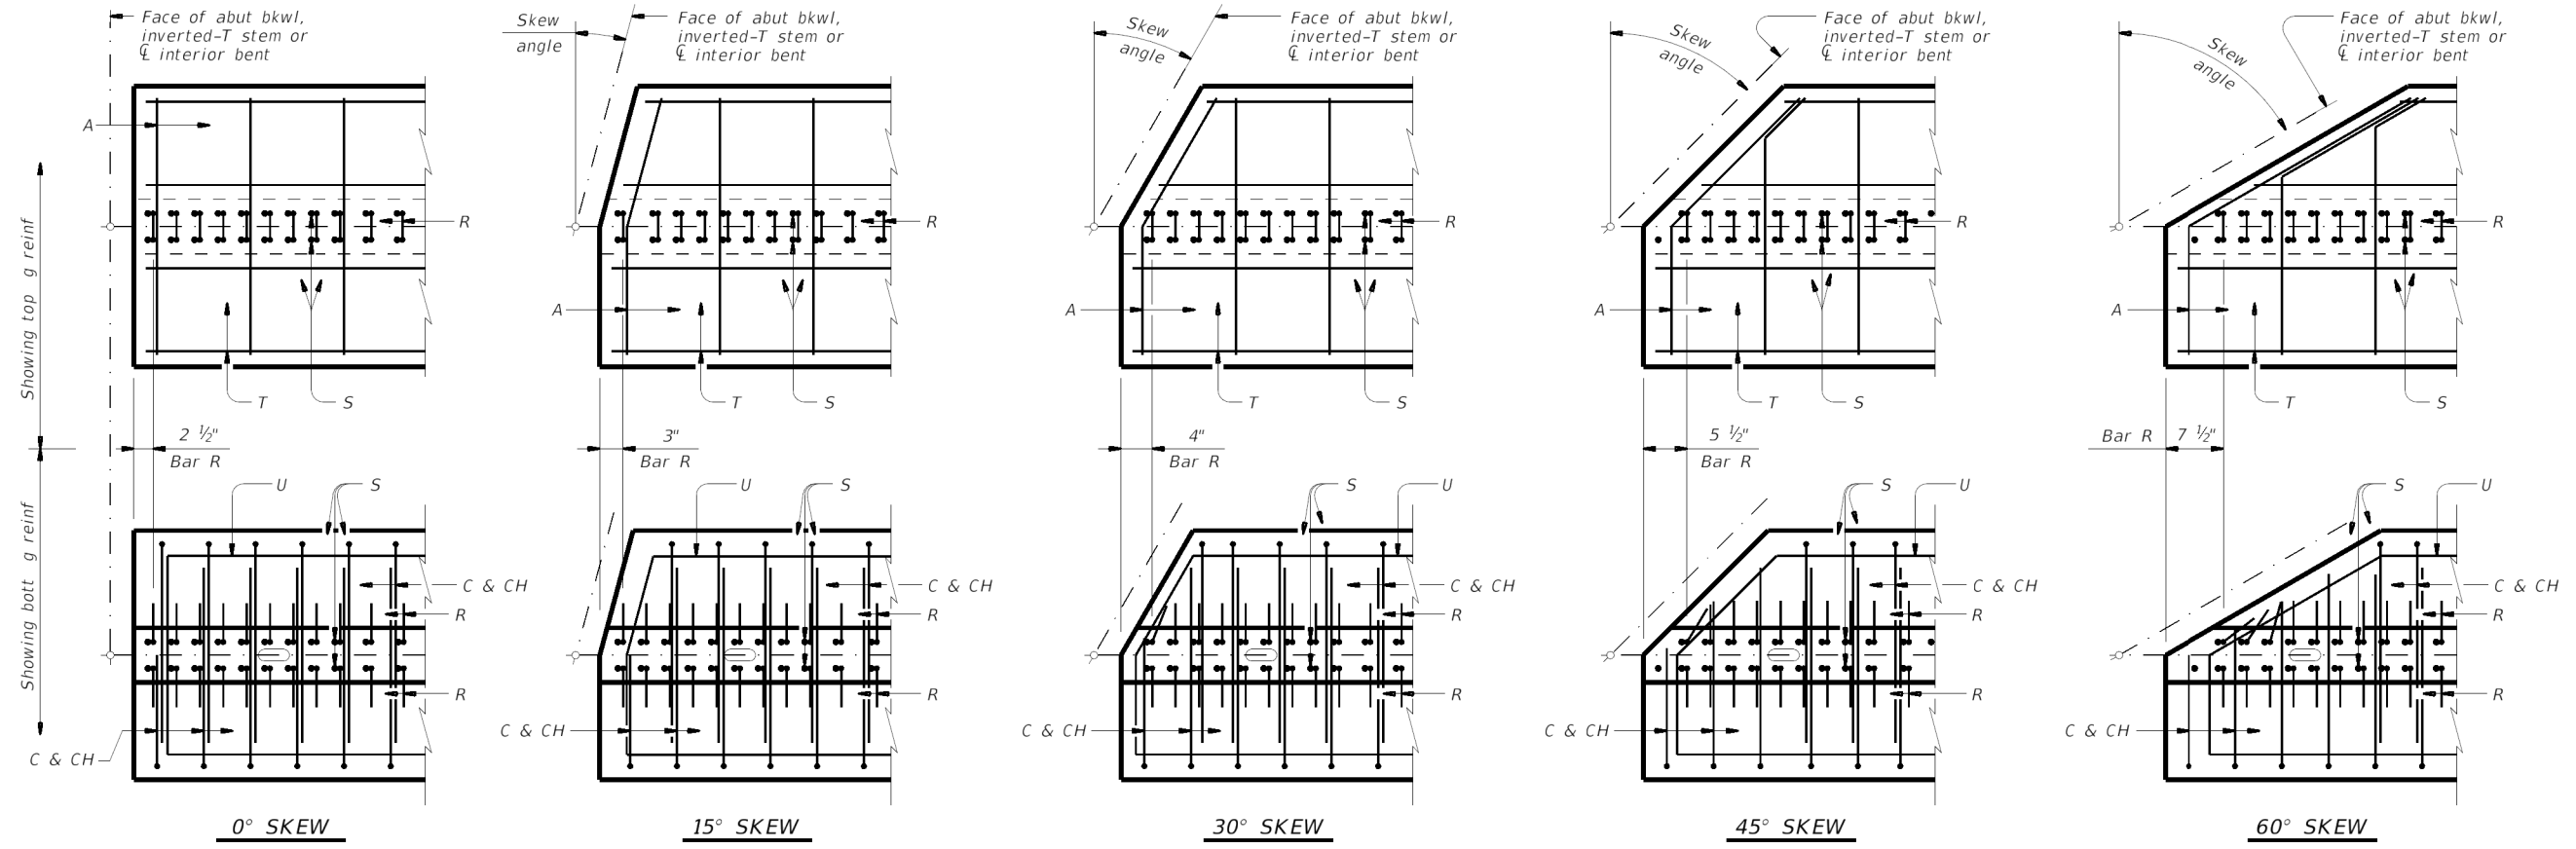 Face of abut bkwl,
inverted-T stem or
℄ interior bent
Skew
angle
Face of abut bkwl,
inverted-T stem or
℄ interior bent
Skew
angle
Face of abut bkwl,
inverted-T stem or
℄ interior bent
Skew
angle
Face of abut bkwl,
inverted-T stem or
℄ interior bent
Skew
angle
Face of abut bkwl,
inverted-T stem or
℄ interior bent
A
R
R
R
R
R
A
A
A
A
T
S
T
S
T
S
T
S
T
S
Showing top g reinf
Showing bott g reinf
2 ½"
Bar R
3"
Bar R
4"
Bar R
5 ½"
Bar R
Bar R
7 ½"
U
S
U
S
S
U
S
U
S
U
C & CH
C & CH
C & CH
C & CH
C & CH
R
R
R
R
R
R
R
R
R
R
C & CH
C & CH
C & CH
C & CH
C & CH
0° SKEW
15° SKEW
30° SKEW
45° SKEW
60° SKEW